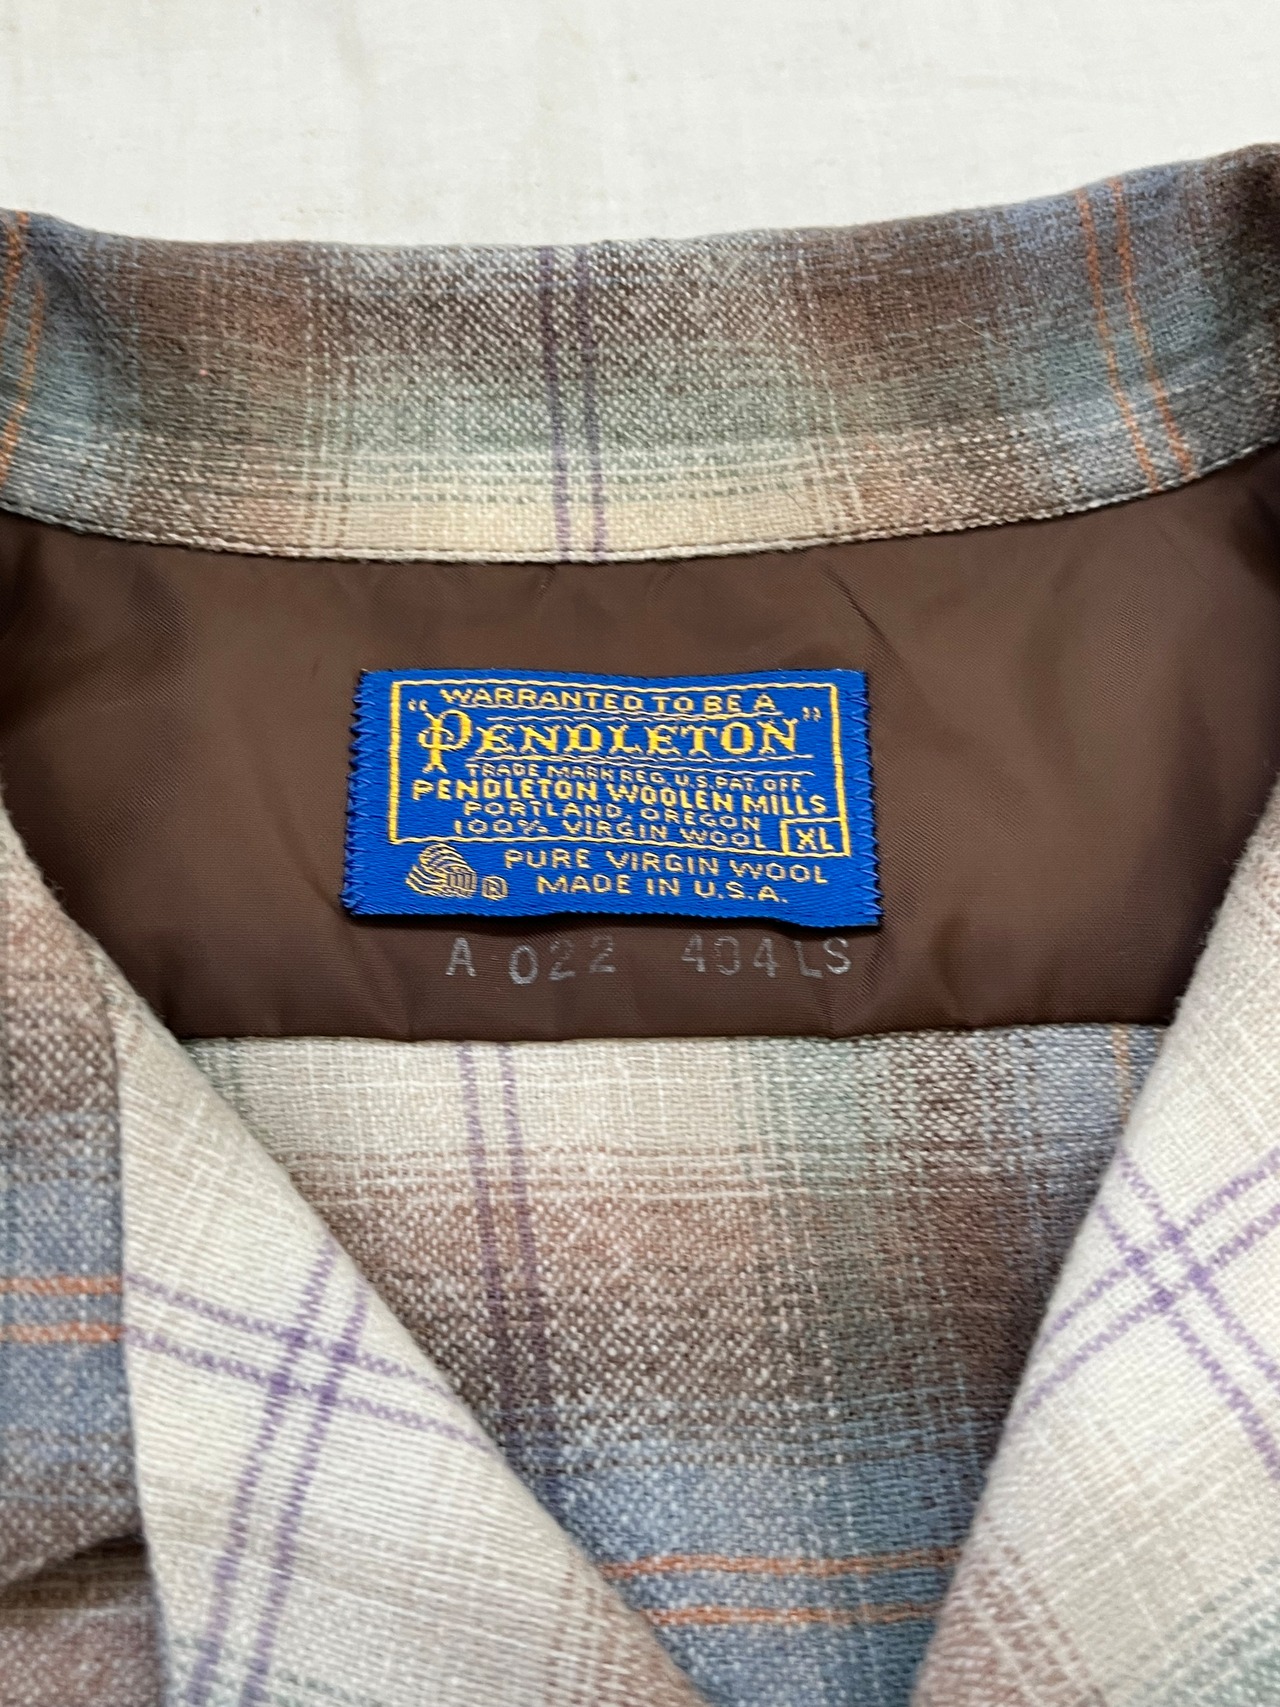 WARRANTED TO BE A
"PENDLETON"
TRADE MARK REG. U.S. PAT. OFF.
PENDLETON WOOLEN MILLS
PORTLAND, OREGON
100% VIRGIN WOOL XL
PURE VIRGIN WOOL
® MADE IN U.S.A.
A 022 404LS